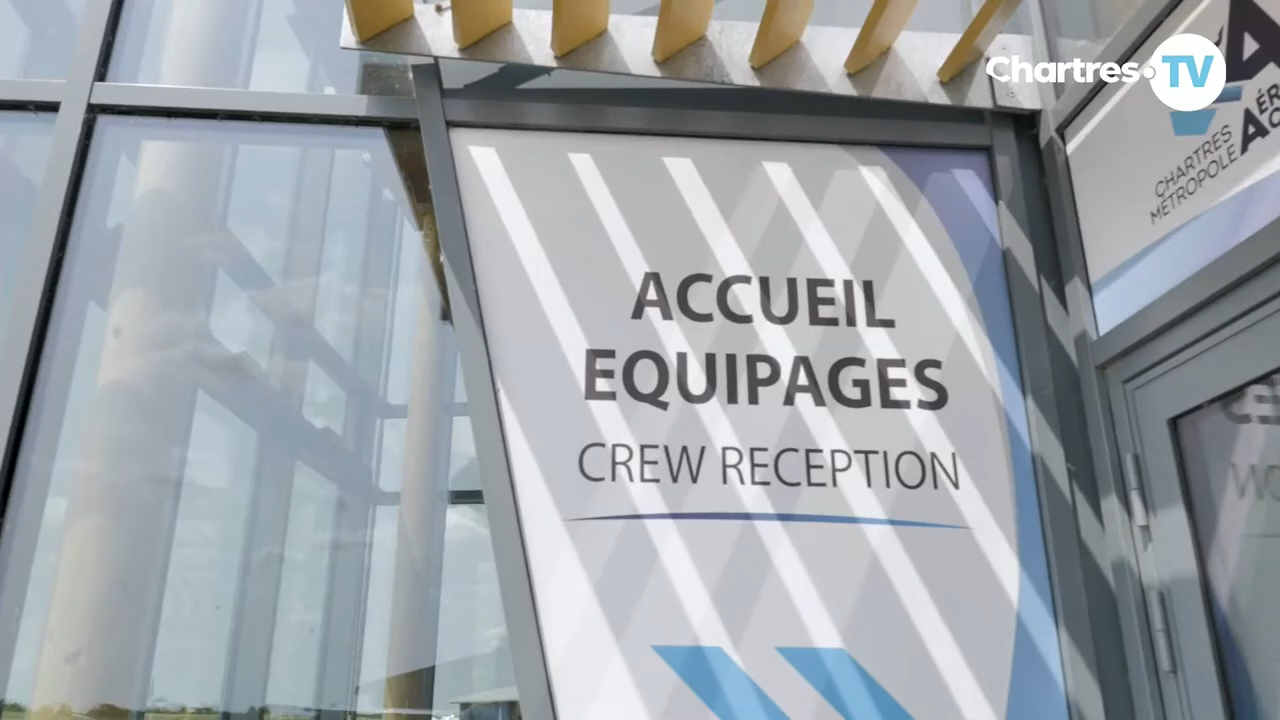 Chartres TV
CHARTRES
MÉTROPOLE
ACCUEIL
EQUIPAGES
CREW RECEPTION